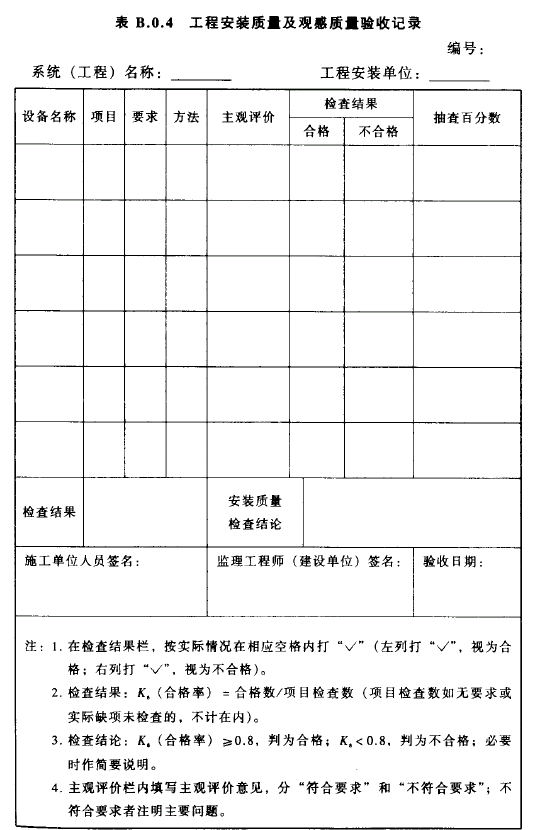 表 B.0.4 工程安装质量及观感质量验收记录
编号：
系统（工程）名称：________ 工程安装单位：________
设备名称 项目 要求 方法 主观评价 检查结果 抽查百分数
合格 不合格
检查结果 安装质量
检查结论
施工单位人员签名： 监理工程师（建设单位）签名： 验收日期：
注：1. 在检查结果栏，按实际情况在相应空格内打“√”（左列打“√”，视为合
格；右列打“√”，视为不合格）。
2. 检查结果：Ka（合格率）= 合格数/项目检查数（项目检查数如无要求或
实际缺项未检查的，不计在内）。
3. 检查结论：Ka（合格率）≥0.8，判为合格；Ka<0.8，判为不合格；必要
时作简要说明。
4. 主观评价栏内填写主观评价意见，分“符合要求”和“不符合要求”；不
符合要求者注明主要问题。